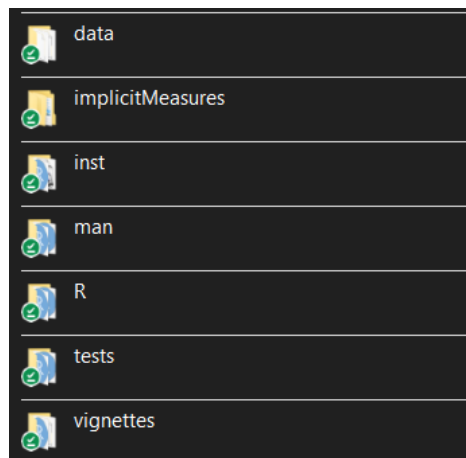 data
implicitMeasures
inst
man
R
tests
vignettes